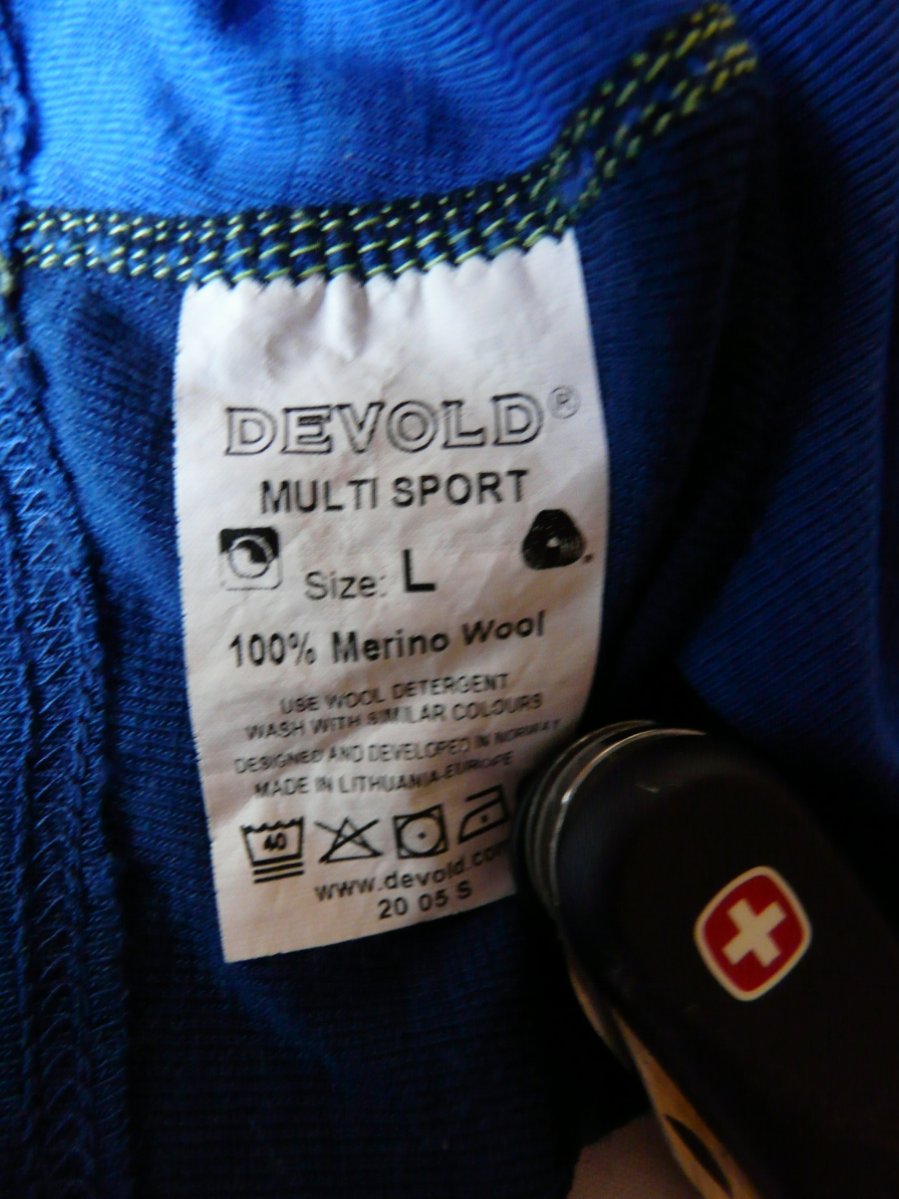 DEVOLD®
MULTI SPORT
Size: L
100% Merino Wool
USE WOOL DETERGENT
WASH WITH SIMILAR COLOURS
DESIGNED AND DEVELOPED IN NORWAY
MADE IN LITHUANIA-EUROPE
40
www.devold.com
20 05 S